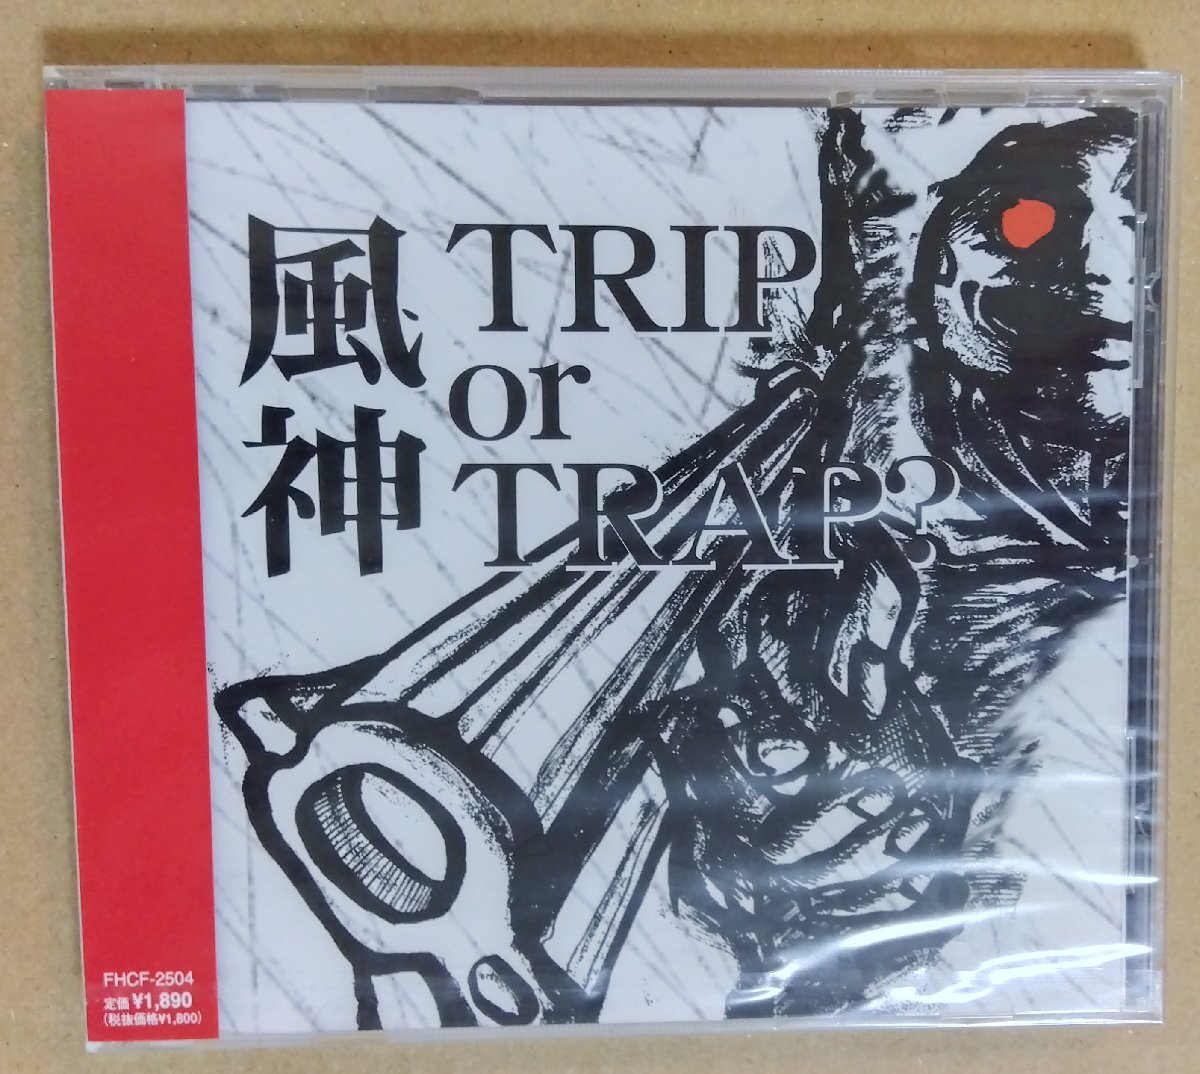 風神
TRIP
or
TRAP?
FHCF-2504
定価¥1,890
(税抜価格¥1,800)